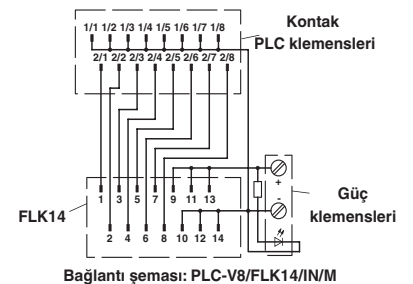 1/1 1/2 1/3 1/4 1/5 1/6 1/7 1/8
Kontak
PLC klemensleri
2/1 2/2 2/3 2/4 2/5 2/6 2/7 2/8
+
1 3 5 7 9 11 13
-
Güç
klemensleri
FLK14
2 4 6 8 10 12 14
Bağlantı şeması: PLC-V8/FLK14/IN/M